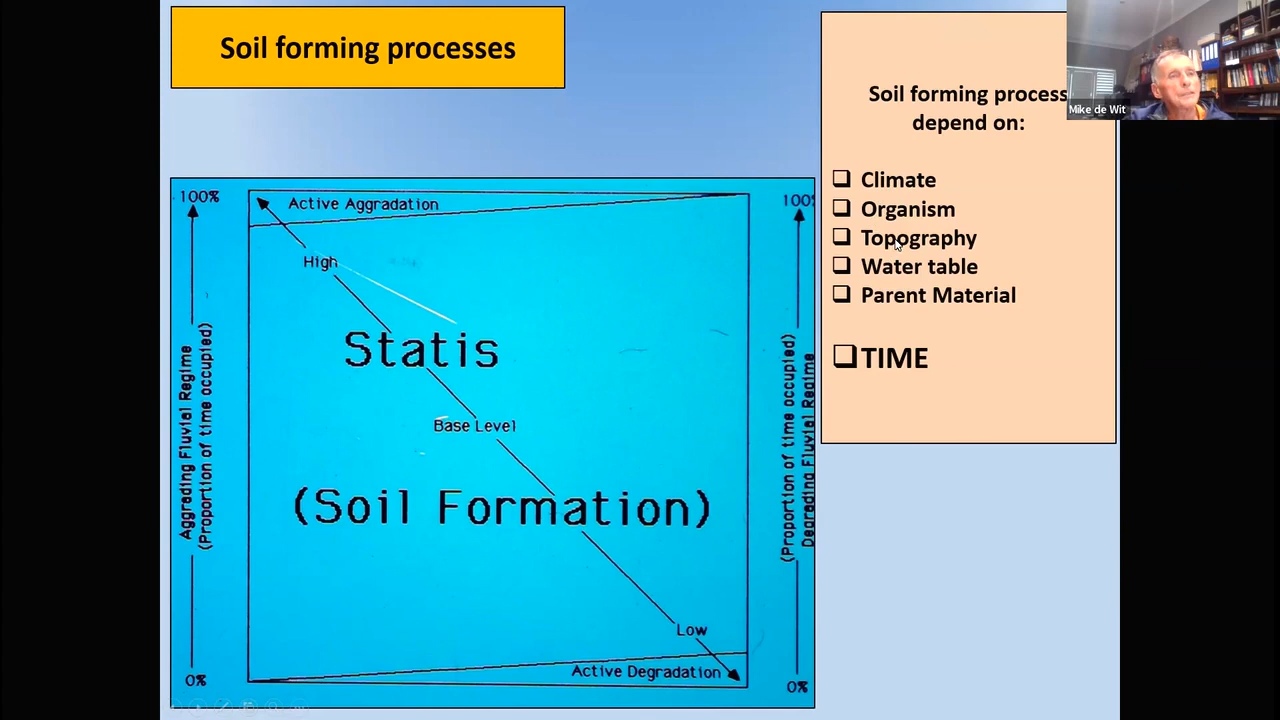 Soil forming processes
Soil forming process
depend on:
Mike de Wit
❑ Climate
❑ Organism
❑ Topography
❑ Water table
❑ Parent Material
❑ TIME
100%
Active Aggradation
100%
High
Statis
Base Level
(Soil Formation)
Low
Active Degradation
0%
0%
Aggrading Fluvial Regime
(Proportion of time occupied)
(Proportion of time occupied)
Degrading Fluvial Regime